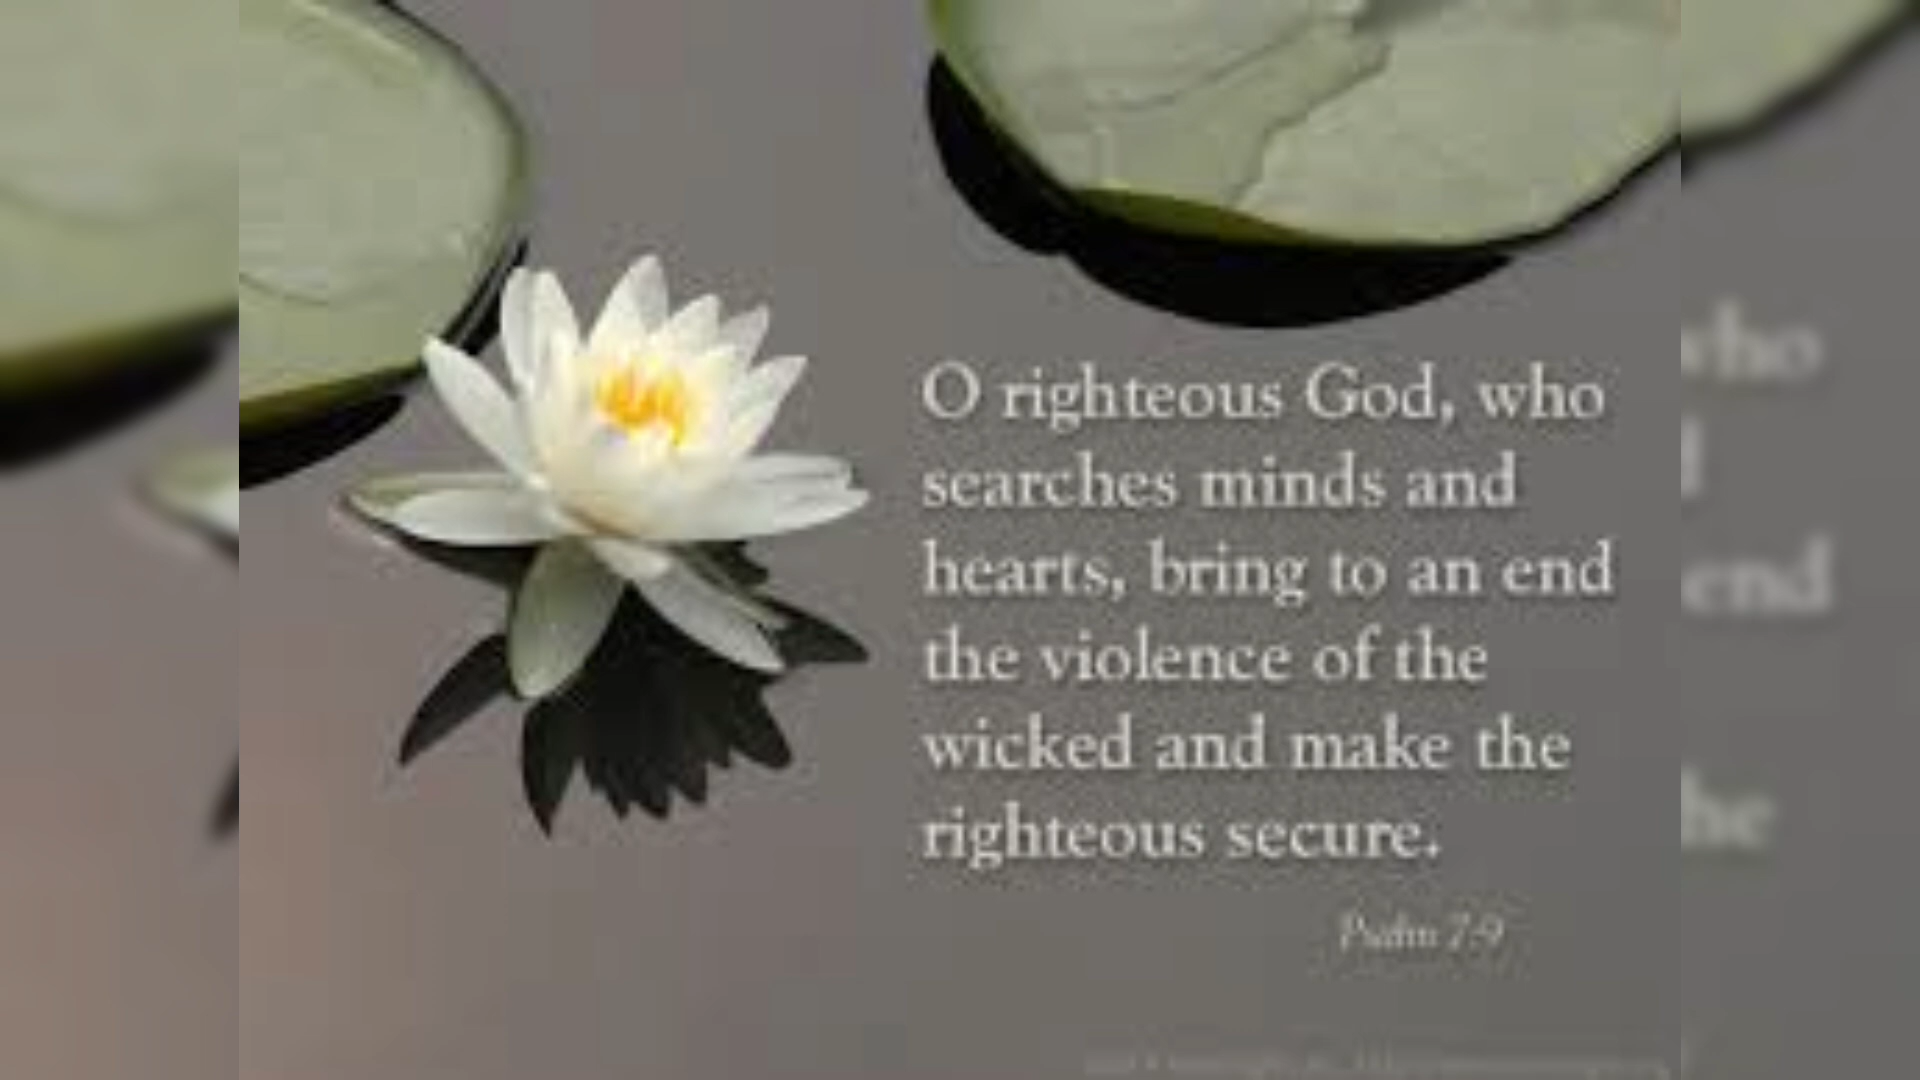 O righteous God, who
searches minds and
hearts, bring to an end
the violence of the
wicked and make the
righteous secure.
Psalm 7:9